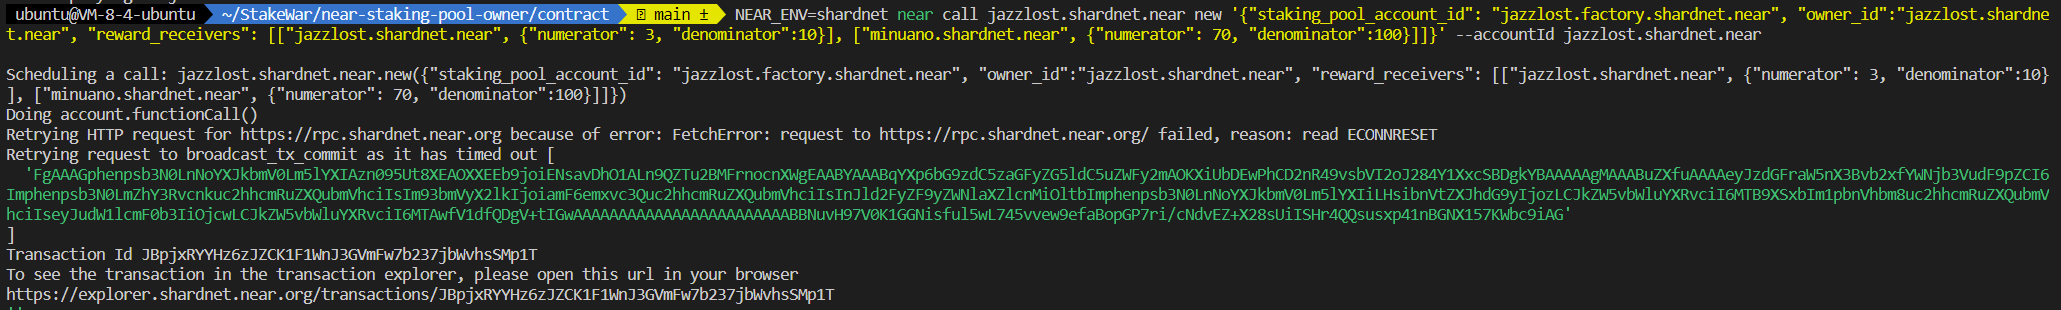 ubuntu@VM-8-4-ubuntu ~/StakeWar/near-staking-pool-owner/contract main ± NEAR_ENV=shardnet near call jazzlost.shardnet.near new '{"staking_pool_account_id": "jazzlost.factory.shardnet.near", "owner_id":"jazzlost.shardne
t.near", "reward_receivers": [["jazzlost.shardnet.near", {"numerator": 3, "denominator":10}], ["minuano.shardnet.near", {"numerator": 70, "denominator":100}]]}' --accountId jazzlost.shardnet.near
Scheduling a call: jazzlost.shardnet.near.new({"staking_pool_account_id": "jazzlost.factory.shardnet.near", "owner_id":"jazzlost.shardnet.near", "reward_receivers": [["jazzlost.shardnet.near", {"numerator": 3, "denominator":10}
], ["minuano.shardnet.near", {"numerator": 70, "denominator":100}]]})
Doing account.functionCall()
Retrying HTTP request for https://rpc.shardnet.near.org because of error: FetchError: request to https://rpc.shardnet.near.org/ failed, reason: read ECONNRESET
Retrying request to broadcast_tx_commit as it has timed out [
'FgAAAGphenpsb3N0LnNoYXJkbmV0Lm5lYXIAzn095Ut8XEAOXXEEb9joiENsavDhO1ALn9QZTu2BMFrnocnXWgEAABYAAABqYXp6bG9zdC5zaGFyZG5ldC5uZWFy2mAOKXiUbDEwPhCD2nR49vsbVI2oJ284Y1XxcSBDgkYBAAAAAgMAAABuZXfuAAAAeyJzdGFraW5nX3Bvb2xfYWNjb3VudF9pZCI6
Imphenpsb3N0LmZhY3Rvcnkuc2hhcmRuZXQubmVhciIsIm93bmVyX2lkIjoiamF6emxvc3Quc2hhcmRuZXQubmVhciIsInJld2FyZF9yZWNlaXZlcnMiOltbImphenpsb3N0LnNoYXJkbmV0Lm5lYXIiLHsibnVtZXJhdG9yIjozLCJkZW5vbWluYXRvciI6MTB9XSxbIm1pbnVhbm8uc2hhcmRuZXQubmV
hciIseyJudW1lcmF0b3IiOjcwLCJkZW5vbWluYXRvciI6MTAwfV1dfQDgV+tIGwAAAAAAAAAAAAAAAAAAAAAAAABBNuvH97V0K1GGNisful5wL745vvew9efaBopGP7ri/cNdvEZ+X28sUiISHr4QQsusxp41nBGNX157KWbc9iAG'
]
Transaction Id JBpjxRYYHz6zJZCK1F1WnJ3GVmFw7b237jbWvhsSMp1T
To see the transaction in the transaction explorer, please open this url in your browser
https://explorer.shardnet.near.org/transactions/JBpjxRYYHz6zJZCK1F1WnJ3GVmFw7b237jbWvhsSMp1T